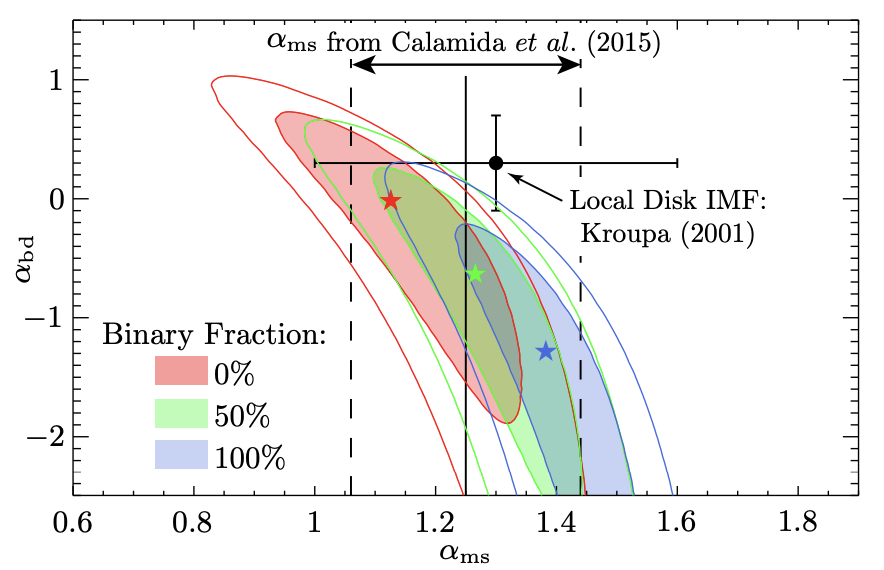 α_ms from Calamida et al. (2015)
1
0
−1
−2
α_bd
Local Disk IMF:
Kroupa (2001)
Binary Fraction:
0%
50%
100%
0.6 0.8 1 1.2 1.4 1.6 1.8
α_ms